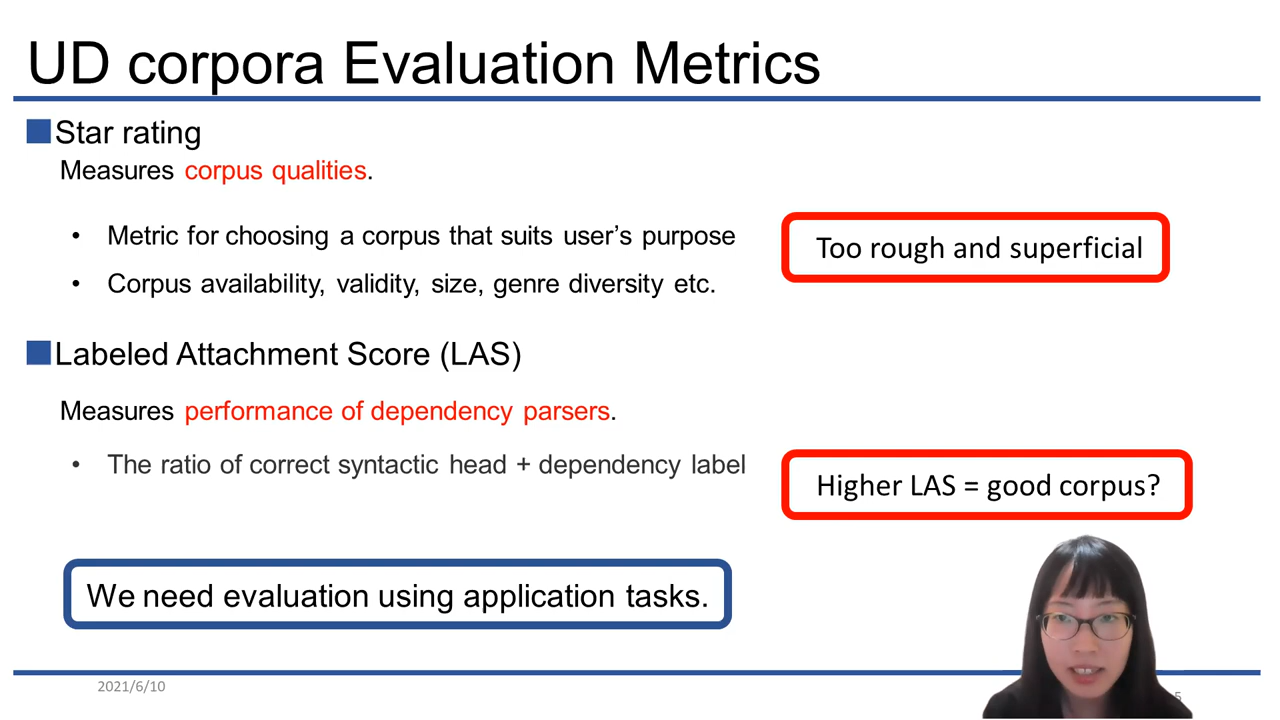 UD corpora Evaluation Metrics
Star rating
Measures corpus qualities.
• Metric for choosing a corpus that suits user’s purpose
• Corpus availability, validity, size, genre diversity etc.
Too rough and superficial
Labeled Attachment Score (LAS)
Measures performance of dependency parsers.
• The ratio of correct syntactic head + dependency label
Higher LAS = good corpus?
We need evaluation using application tasks.
2021/6/10
5